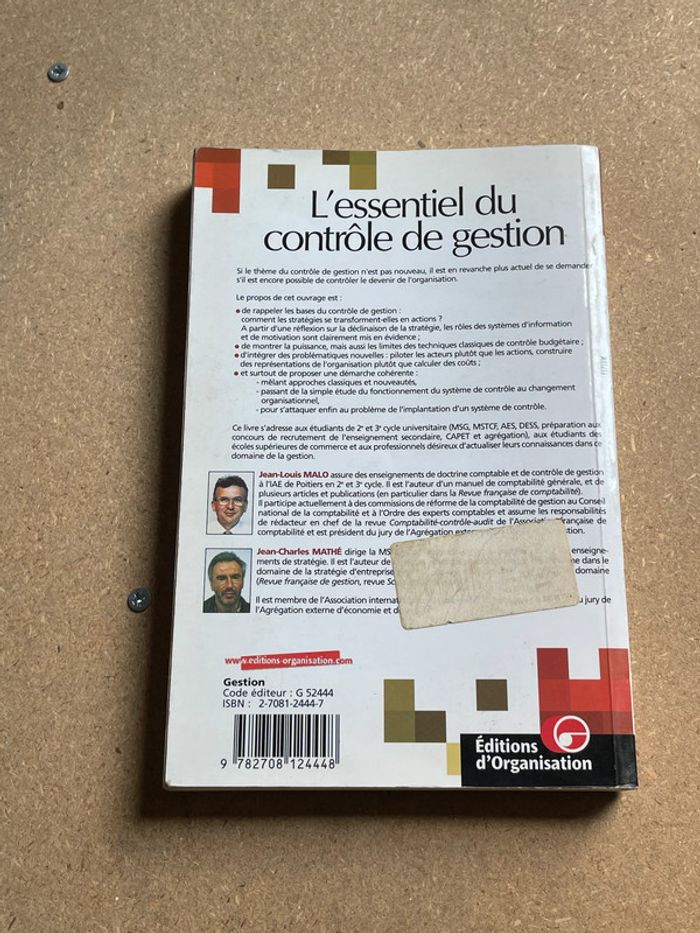 L'essentiel du
contrôle de gestion
Si le thème du contrôle de gestion n'est pas nouveau, il est en revanche plus actuel de se demander
s'il est encore possible de contrôler le devenir de l'organisation.
Le propos de cet ouvrage est :
• de rappeler les bases du contrôle de gestion :
comment les stratégies se transforment-elles en actions ?
A partir d'une réflexion sur la déclinaison de la stratégie, les rôles des systèmes d'information
et de motivation sont clairement mis en évidence ;
• de montrer la puissance, mais aussi les limites des techniques classiques de contrôle budgétaire ;
• d'intégrer des problématiques nouvelles : piloter les acteurs plutôt que les actions, construire
des représentations de l'organisation plutôt que calculer des coûts ;
• et surtout de proposer une démarche cohérente :
- mêlant approches classiques et nouveautés,
- passant de la simple étude du fonctionnement du système de contrôle au changement
organisationnel,
- pour s'attaquer enfin au problème de l'implantation d'un système de contrôle.
Ce livre s'adresse aux étudiants de 2e et 3e cycle universitaire (MSG, MSTCF, AES, DESS, préparation aux
concours de recrutement de l'enseignement secondaire, CAPET et agrégation), aux étudiants des
écoles supérieures de commerce et aux professionnels désireux d'actualiser leurs connaissances dans ce
domaine de la gestion.
Jean-Louis MALO assure des enseignements de doctrine comptable et de contrôle de gestion
à l'IAE de Poitiers en 2e et 3e cycle. Il est l'auteur d'un manuel de comptabilité générale, et de
plusieurs articles et publications (en particulier dans la Revue française de comptabilité).
Il participe actuellement à des commissions de réforme de la comptabilité de gestion au Conseil
national de la comptabilité et à l'Ordre des experts comptables et assume les responsabilités
de rédacteur en chef de la revue Comptabilité-contrôle-audit de l'Association française de
comptabilité et est président du jury de l'Agrégation
Jean-Charles MATHÉ dirige la enseigne-
ments de stratégie. Il est l'auteur de dans le
domaine de la stratégie domaine
(Revue française de gestion, revue
Il est membre de l'Association du jury de
l'Agrégation externe d'économie et
www.editions-organisation.com
Gestion
Code éditeur : G 52444
ISBN : 2-7081-2444-7
9 782708 124448
Éditions
d'Organisation